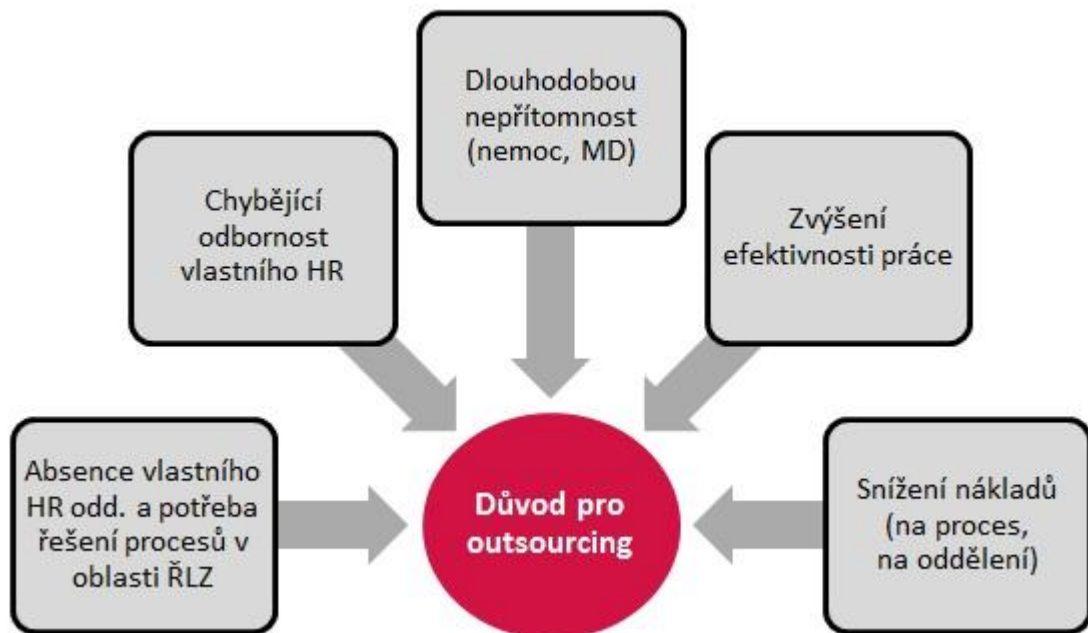 Dlouhodobou
nepřítomnost
(nemoc, MD)
Chybějící
odbornost
vlastního HR
Zvýšení
efektivnosti práce
Absence vlastního
HR odd. a potřeba
řešení procesů v
oblasti ŘLZ
Důvod pro
outsourcing
Snížení nákladů
(na proces,
na oddělení)